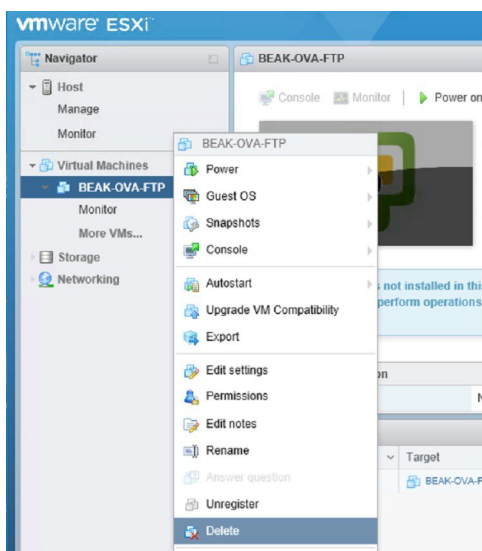 vmware ESXi
Navigator
BEAK-OVA-FTP
Host
Manage
Monitor
Console
Monitor
Power on
BEAK-OVA-FTP
Power
Guest OS
Snapshots
Console
Autostart
Upgrade VM Compatibility
Export
Edit settings
Permissions
Edit notes
Rename
Answer question
Unregister
Delete
Virtual Machines
BEAK-OVA-FTP
Monitor
More VMs...
Storage
Networking
not installed in thi
perform operations
on
N
Target
BEAK-OVA-F